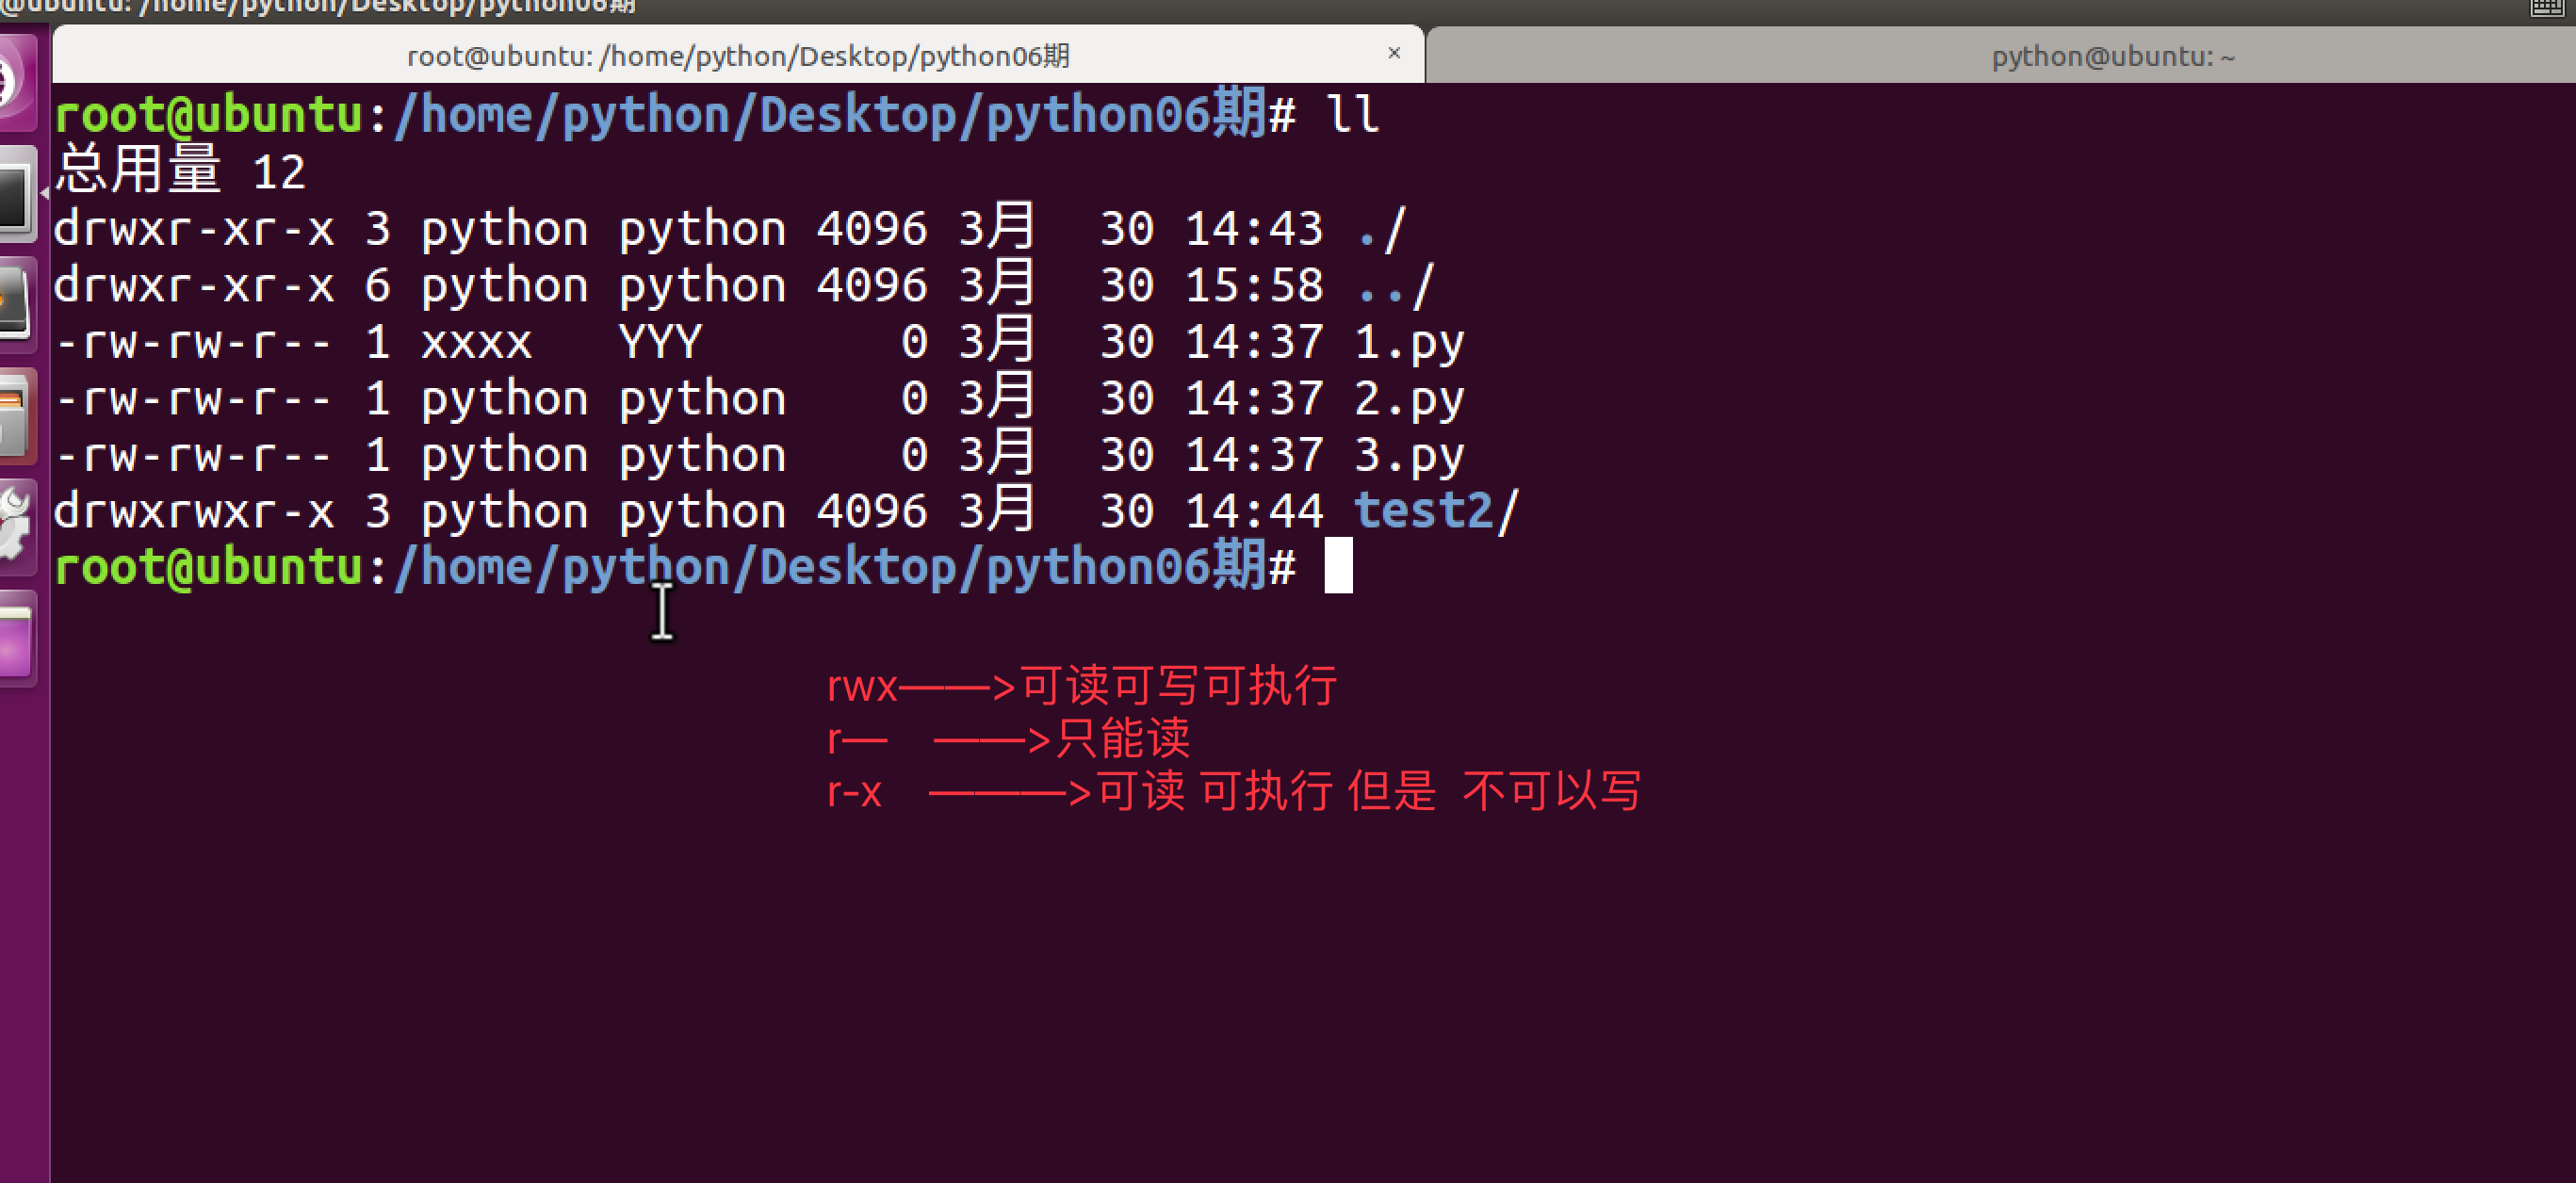 @ubuntu: /home/python/Desktop/python06期
root@ubuntu: /home/python/Desktop/python06期 ×
python@ubuntu: ~
root@ubuntu:/home/python/Desktop/python06期# ll
总用量 12
drwxr-xr-x 3 python python 4096 3月  30 14:43 ./
drwxr-xr-x 6 python python 4096 3月  30 15:58 ../
-rw-rw-r-- 1 xxxx   YYY       0 3月  30 14:37 1.py
-rw-rw-r-- 1 python python    0 3月  30 14:37 2.py
-rw-rw-r-- 1 python python    0 3月  30 14:37 3.py
drwxrwxr-x 3 python python 4096 3月  30 14:44 test2/
root@ubuntu:/home/python/Desktop/python06期#
rwx——>可读可写可执行
r— ——>只能读
r-x ———>可读 可执行 但是 不可以写